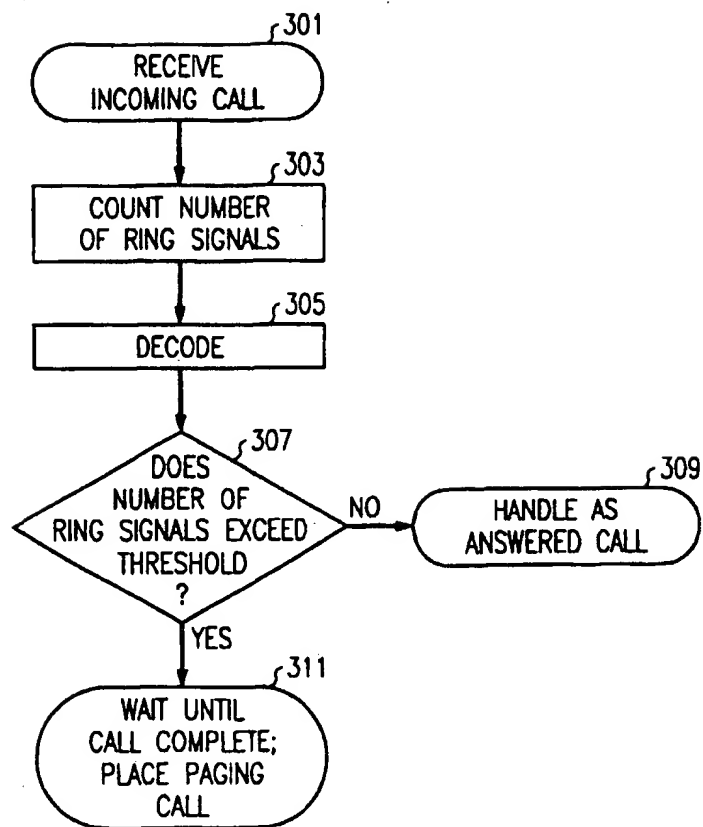 301
RECEIVE
INCOMING CALL
303
COUNT NUMBER
OF RING SIGNALS
305
DECODE
307
DOES
NUMBER OF
RING SIGNALS EXCEED
THRESHOLD
?
NO
309
HANDLE AS
ANSWERED CALL
YES
311
WAIT UNTIL
CALL COMPLETE;
PLACE PAGING
CALL